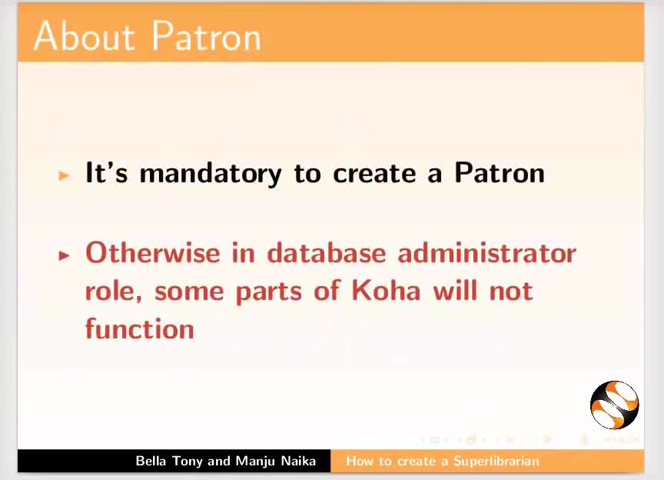 About Patron
It's mandatory to create a Patron
Otherwise in database administrator
role, some parts of Koha will not
function
Bella Tony and Manju Naika
How to create a Superlibrarian